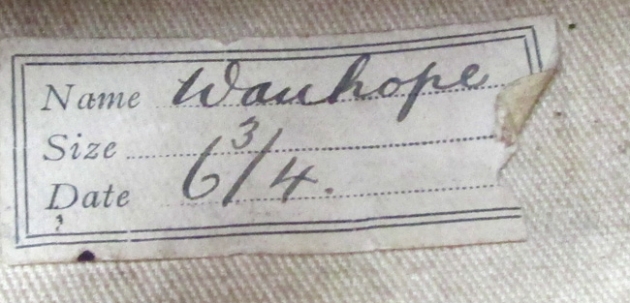 Name Wauhope
Size 6 3/4.
Date